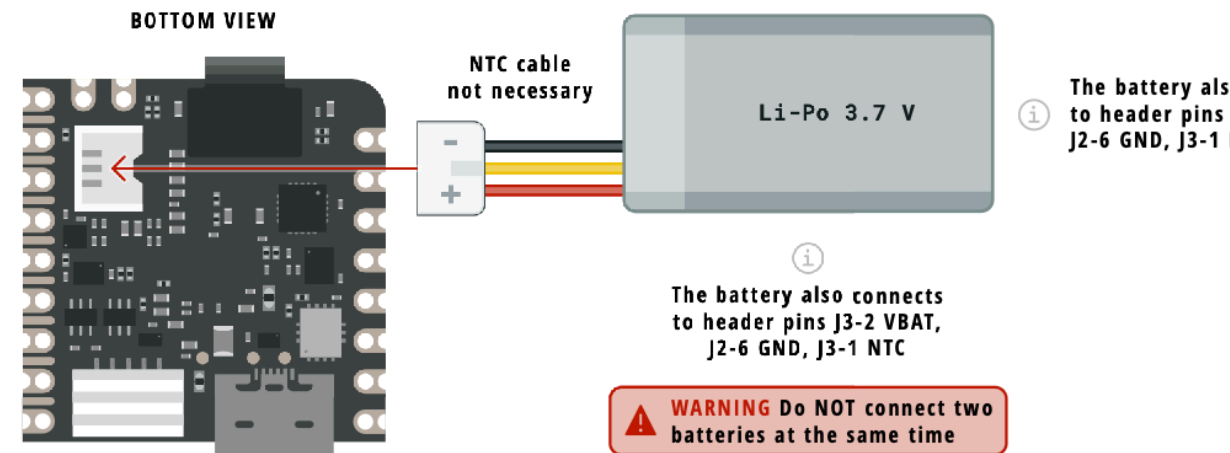 BOTTOM VIEW
NTC cable
not necessary
-
+
Li-Po 3.7 V
The battery als
to header pins
J2-6 GND, J3-1
The battery also connects
to header pins J3-2 VBAT,
J2-6 GND, J3-1 NTC
WARNING Do NOT connect two
batteries at the same time